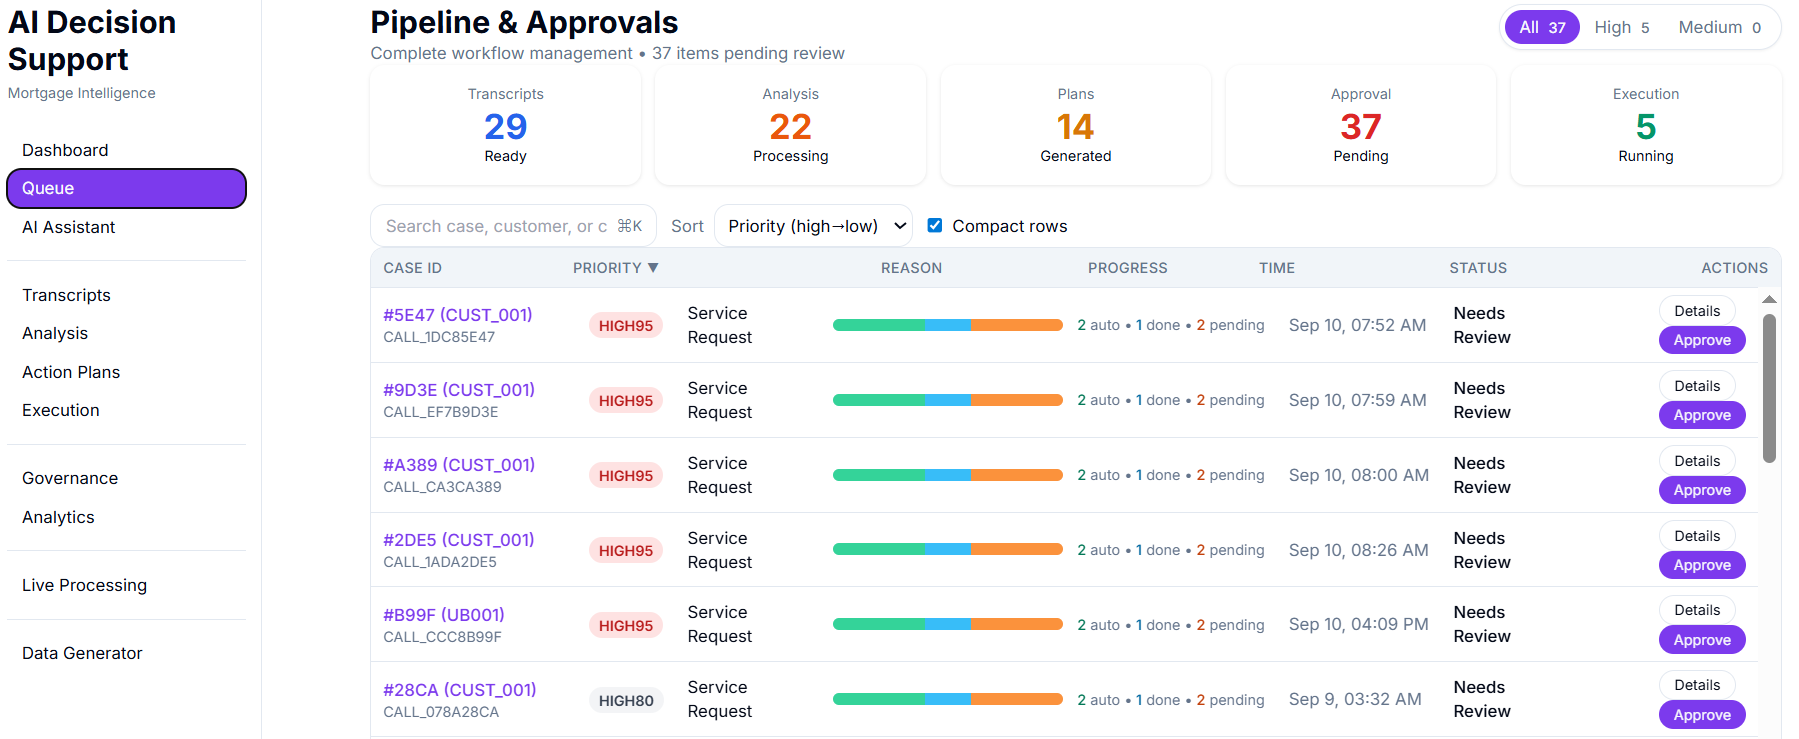 AI Decision
Support
Mortgage Intelligence
Dashboard
Queue
AI Assistant
Transcripts
Analysis
Action Plans
Execution
Governance
Analytics
Live Processing
Data Generator
Pipeline & Approvals
Complete workflow management • 37 items pending review
All 37 High 5 Medium 0
Transcripts
29
Ready
Analysis
22
Processing
Plans
14
Generated
Approval
37
Pending
Execution
5
Running
Search case, customer, or c ⌘K Sort Priority (high→low) Compact rows
CASE ID PRIORITY ▼ REASON PROGRESS TIME STATUS ACTIONS
#5E47 (CUST_001)
CALL_1DC85E47
HIGH95
Service
Request
2 auto • 1 done • 2 pending
Sep 10, 07:52 AM
Needs
Review
Details
Approve
#9D3E (CUST_001)
CALL_EF7B9D3E
HIGH95
Service
Request
2 auto • 1 done • 2 pending
Sep 10, 07:59 AM
Needs
Review
Details
Approve
#A389 (CUST_001)
CALL_CA3CA389
HIGH95
Service
Request
2 auto • 1 done • 2 pending
Sep 10, 08:00 AM
Needs
Review
Details
Approve
#2DE5 (CUST_001)
CALL_1ADA2DE5
HIGH95
Service
Request
2 auto • 1 done • 2 pending
Sep 10, 08:26 AM
Needs
Review
Details
Approve
#B99F (UB001)
CALL_CCC8B99F
HIGH95
Service
Request
2 auto • 1 done • 2 pending
Sep 10, 04:09 PM
Needs
Review
Details
Approve
#28CA (CUST_001)
CALL_078A28CA
HIGH80
Service
Request
2 auto • 1 done • 2 pending
Sep 9, 03:32 AM
Needs
Review
Details
Approve